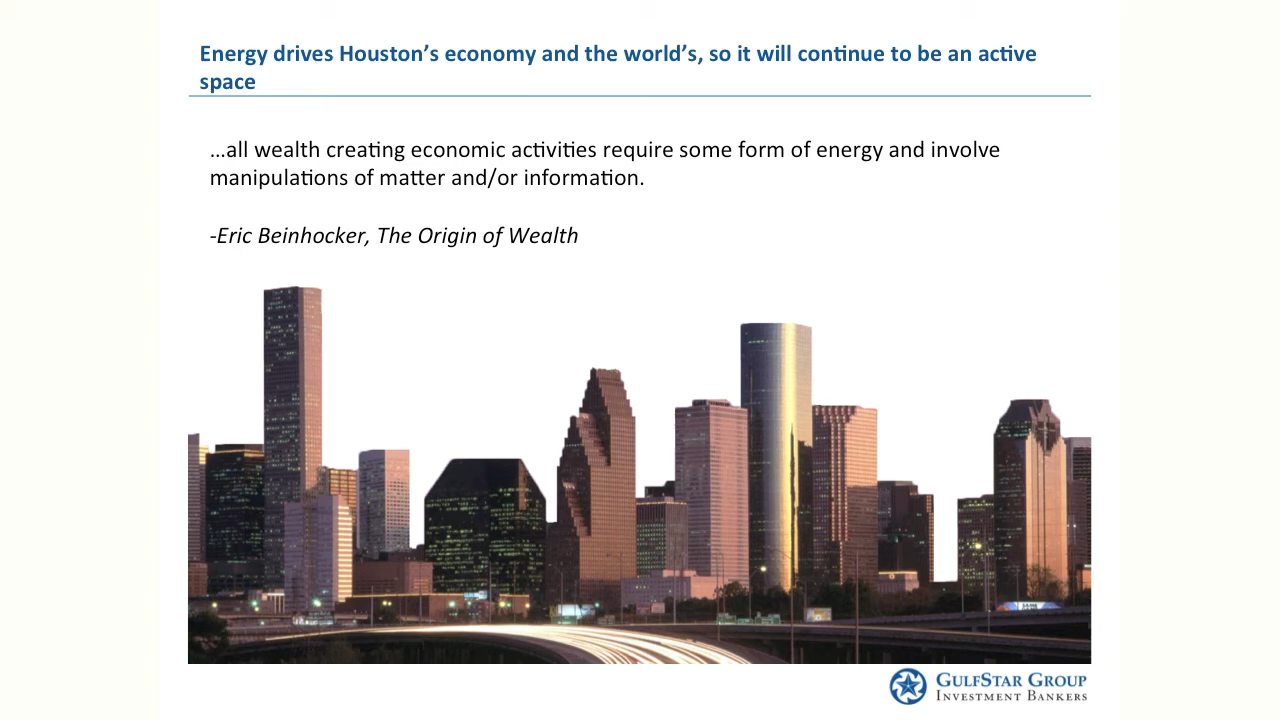 Energy drives Houston’s economy and the world’s, so it will continue to be an active
space
…all wealth creating economic activities require some form of energy and involve
manipulations of matter and/or information.
-Eric Beinhocker, The Origin of Wealth
GULFSTAR GROUP
INVESTMENT BANKERS